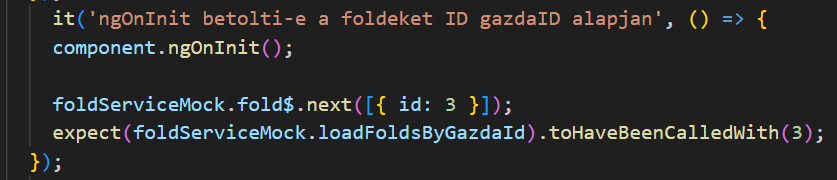 it('ngOnInit betolti-e a foldeket ID gazdaID alapjan', () => {
component.ngOnInit();
foldServiceMock.fold$.next([{ id: 3 }]);
expect(foldServiceMock.loadFoldsByGazdaId).toHaveBeenCalledWith(3);
});